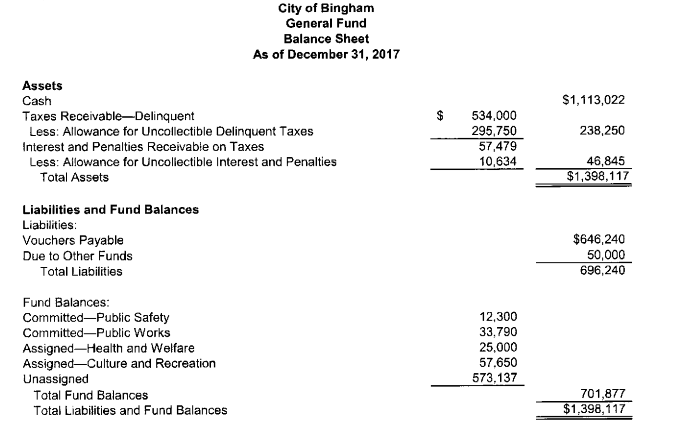 City of Bingham
General Fund
Balance Sheet
As of December 31, 2017
Assets
Cash $1,113,022
Taxes Receivable—Delinquent $ 534,000
Less: Allowance for Uncollectible Delinquent Taxes 295,750 238,250
Interest and Penalties Receivable on Taxes 57,479
Less: Allowance for Uncollectible Interest and Penalties 10,634 46,845
Total Assets $1,398,117
Liabilities and Fund Balances
Liabilities:
Vouchers Payable $646,240
Due to Other Funds 50,000
Total Liabilities 696,240
Fund Balances:
Committed—Public Safety 12,300
Committed—Public Works 33,790
Assigned—Health and Welfare 25,000
Assigned—Culture and Recreation 57,650
Unassigned 573,137
Total Fund Balances 701,877
Total Liabilities and Fund Balances $1,398,117